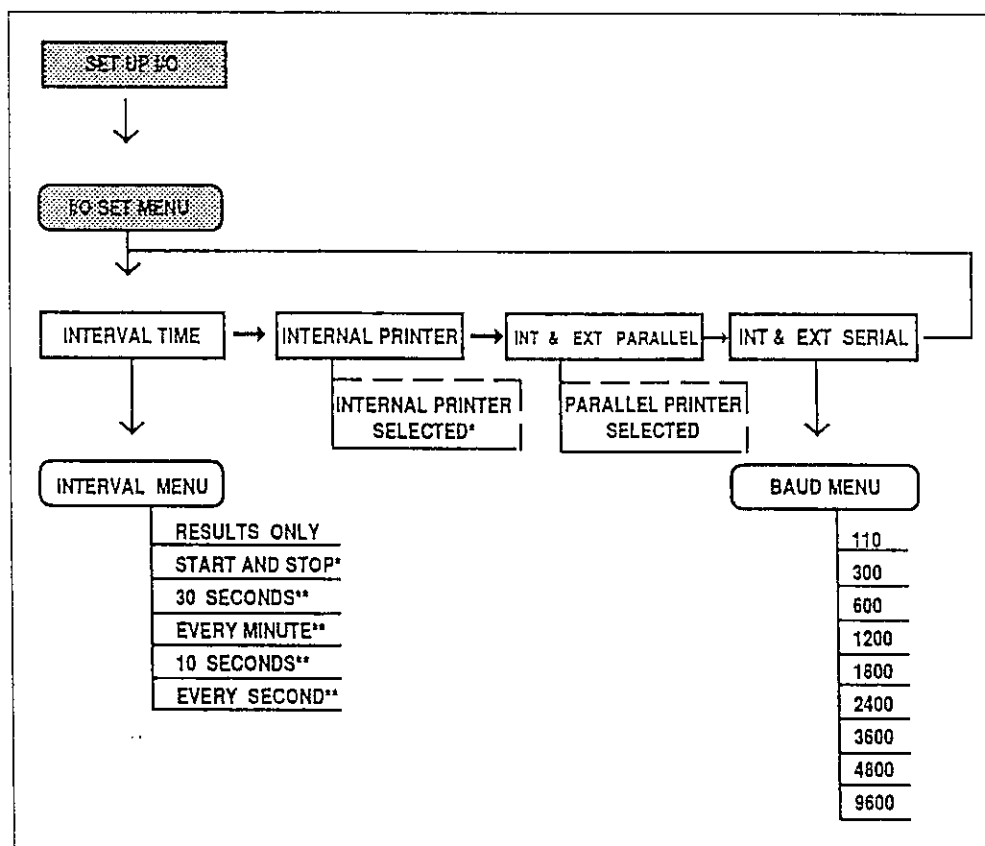 SET UP I/O
I/O SET MENU
INTERVAL TIME
INTERNAL PRINTER
INT & EXT PARALLEL
INT & EXT SERIAL
INTERNAL PRINTER
SELECTED*
PARALLEL PRINTER
SELECTED
INTERVAL MENU
RESULTS ONLY
START AND STOP*
30 SECONDS**
EVERY MINUTE**
10 SECONDS**
EVERY SECOND**
BAUD MENU
110
300
600
1200
1800
2400
3600
4800
9600